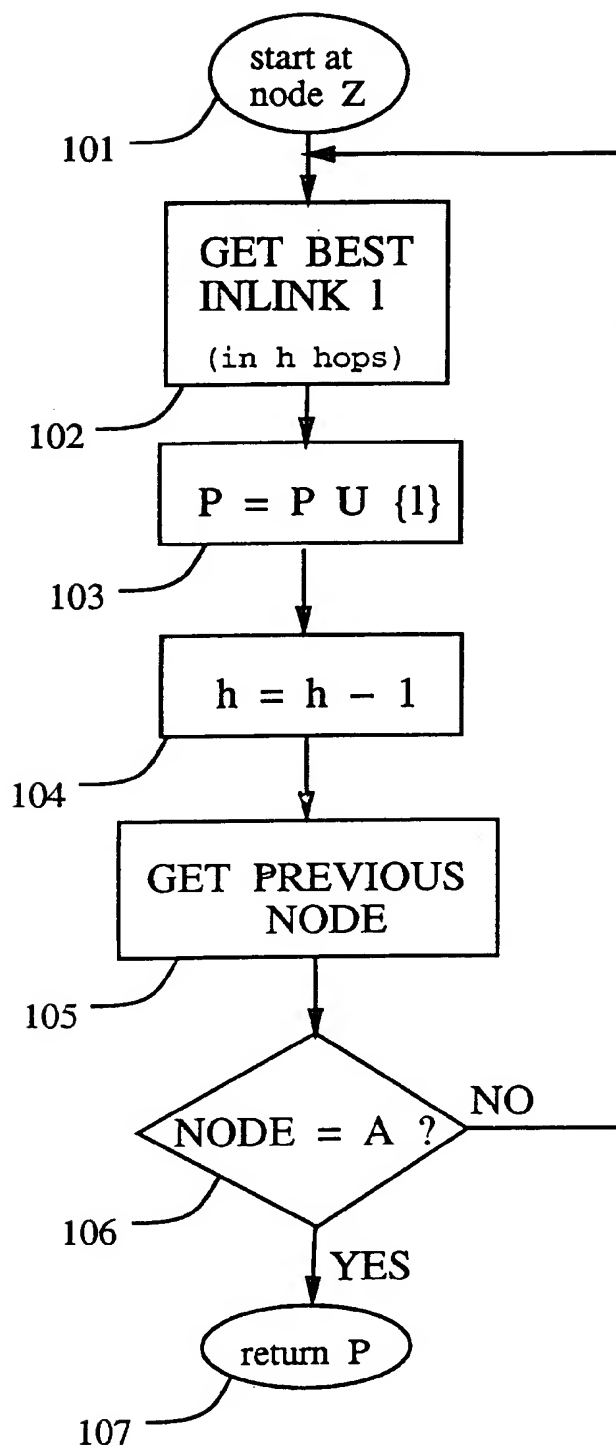 start at
node Z
101
GET BEST
INLINK l
(in h hops)
102
P = P U {l}
103
h = h - 1
104
GET PREVIOUS
NODE
105
NODE = A ?
NO
106
YES
return P
107